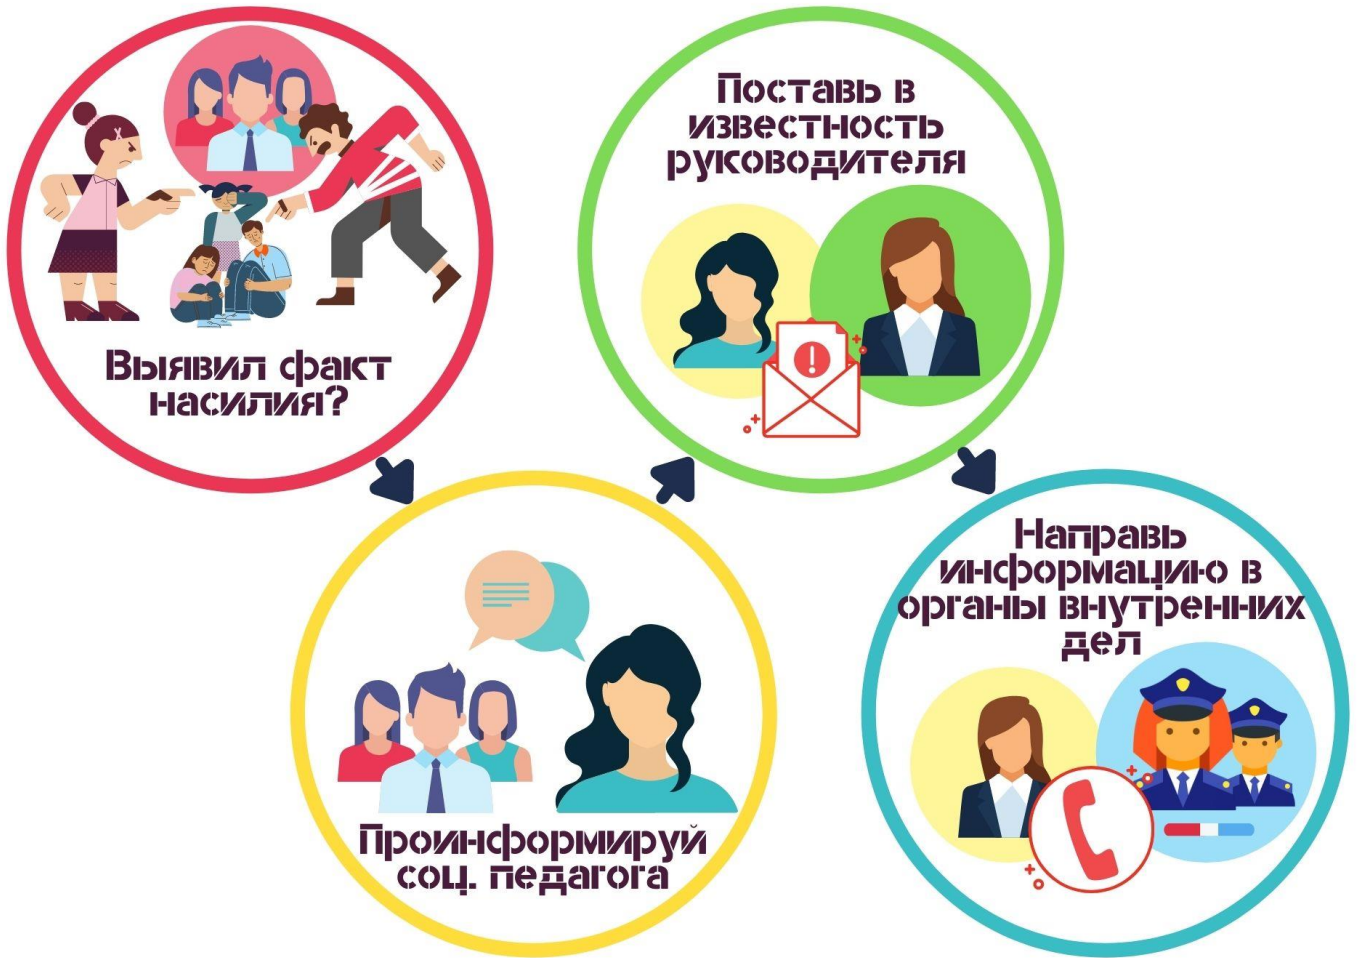 Выявил факт
насилия?
Проинформируй
соц. педагога
Поставь в
известность
руководителя
Направь
информацию в
органы внутренних
дел